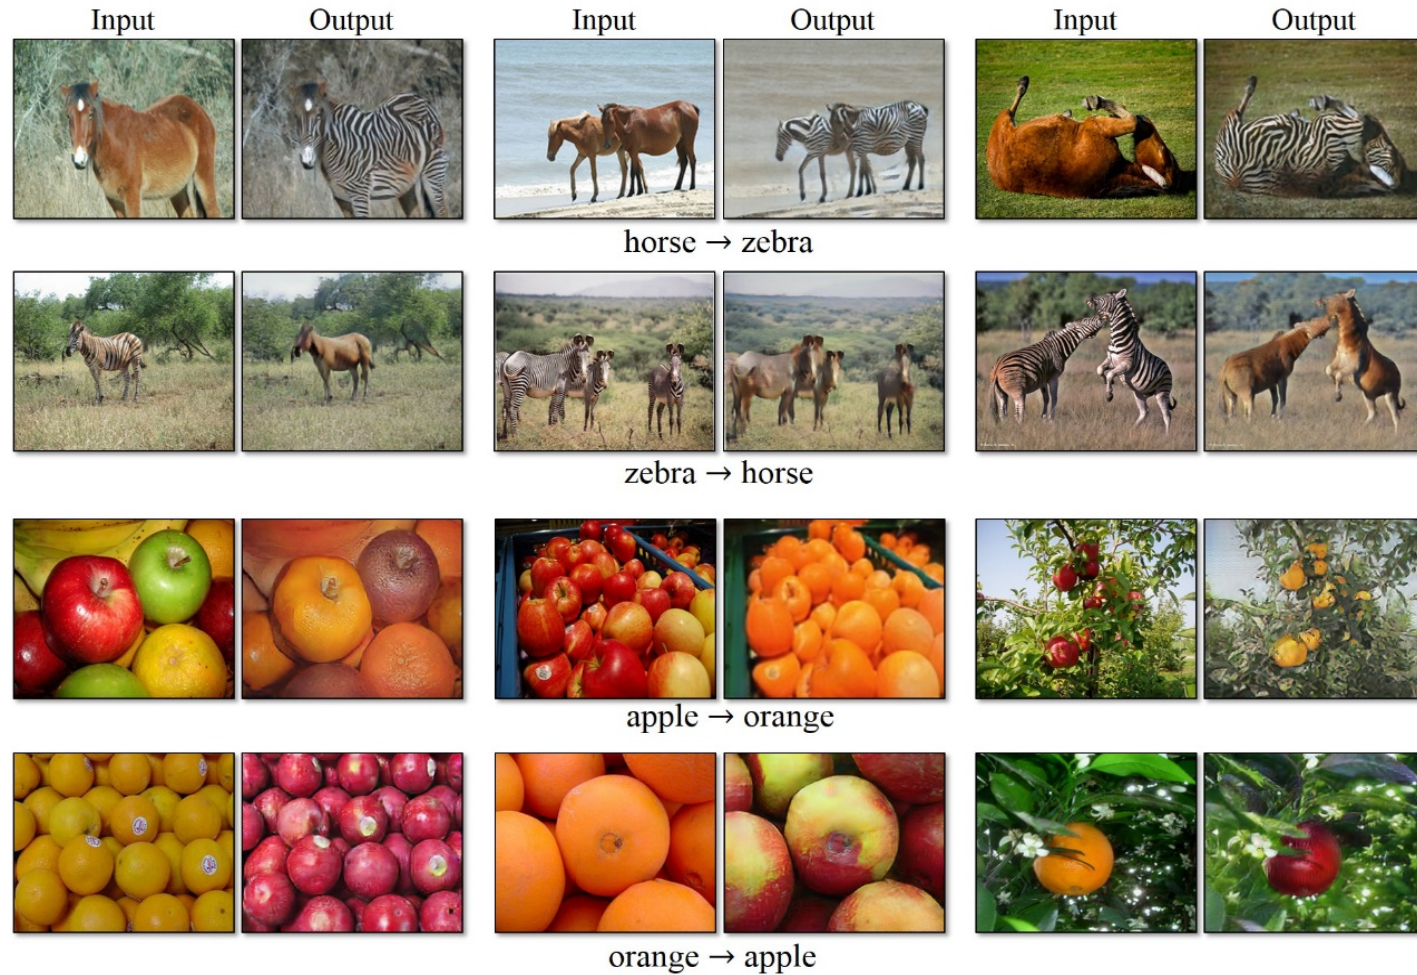 Input Output Input Output Input Output
horse → zebra
zebra → horse
apple → orange
orange → apple